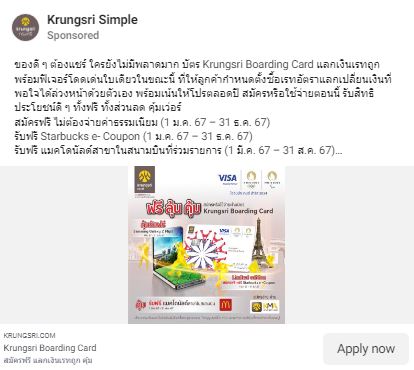 Krungsri Simple
Sponsored
ของดี ๆ ต้องแชร์ ใครยังไม่มีพลาดมาก บัตร Krungsri Boarding Card แลกเงินเรทถูก
พร้อมฟีเจอร์โดดเด่นใบเดียวในขณะนี้ ที่ให้ลูกค้ากำหนดตั้งซื้อเรทอัตราแลกเปลี่ยนเงินที่
พอใจได้ล่วงหน้าด้วยตัวเอง พร้อมเน้นให้โปรตลอดปี สมัครหรือใช้จ่ายตอนนี้ รับสิทธิ
ประโยชน์ดี ๆ ทั้งฟรี ทั้งส่วนลด คุ้มเว่อร์
สมัครฟรี ไม่ต้องจ่ายค่าธรรมเนียม (1 ม.ค. 67 – 31 ธ.ค. 67)
รับฟรี Starbucks e- Coupon (1 ม.ค. 67 – 31 ธ.ค. 67)
รับฟรี แมคโดนัลด์สาขาในสนามบินที่ร่วมรายการ (1 มี.ค. 67 – 31 ส.ค. 67)...
VISA
ฟรี ลุ้น คุ้ม
Krungsri Boarding Card
KRUNGSRI.COM
Krungsri Boarding Card
สมัครฟรี แลกเงินเรทถูก คุ้ม
Apply now